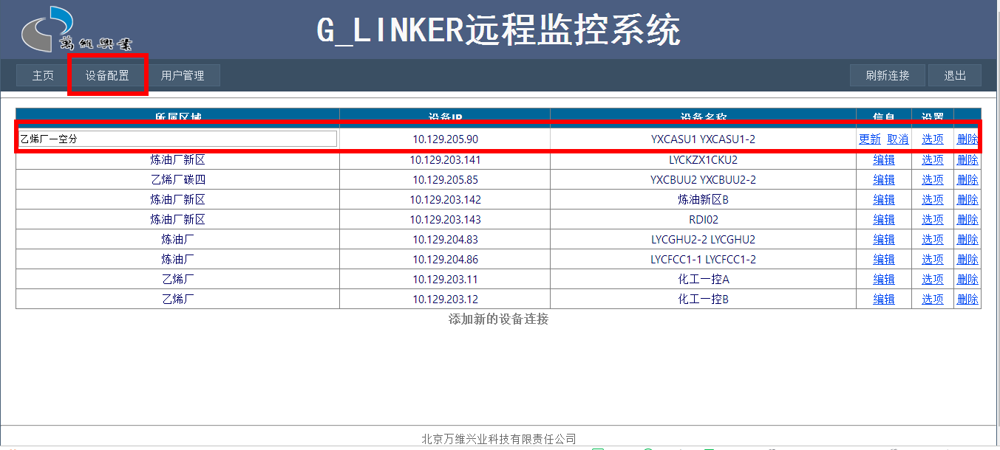 萬維興業
G_LINKER远程监控系统
主页 设备配置 用户管理 刷新连接 退出
所属区域 设备IP 设备名称 信息 设置
乙烯厂一空分 10.129.205.90 YXCASU1 YXCASU1-2 更新 取消 选项 删除
炼油厂新区 10.129.203.141 LYCKZX1CKU2 编辑 选项 删除
乙烯厂碳四 10.129.205.85 YXCBUU2 YXCBUU2-2 编辑 选项 删除
炼油厂新区 10.129.203.142 炼油新区B 编辑 选项 删除
炼油厂新区 10.129.203.143 RDI02 编辑 选项 删除
炼油厂 10.129.204.83 LYCGHU2-2 LYCGHU2 编辑 选项 删除
炼油厂 10.129.204.86 LYCFCC1-1 LYCFCC1-2 编辑 选项 删除
乙烯厂 10.129.203.11 化工一控A 编辑 选项 删除
乙烯厂 10.129.203.12 化工一控B 编辑 选项 删除
添加新的设备连接
北京万维兴业科技有限责任公司